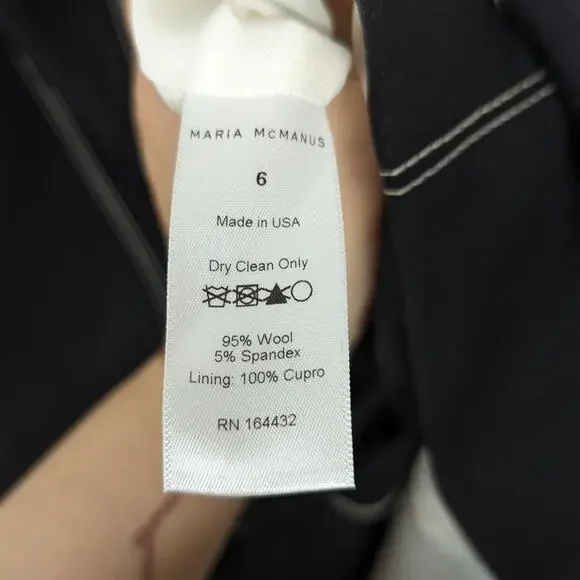 MARIA McMANUS
6
Made in USA
Dry Clean Only
95% Wool
5% Spandex
Lining: 100% Cupro
RN 164432